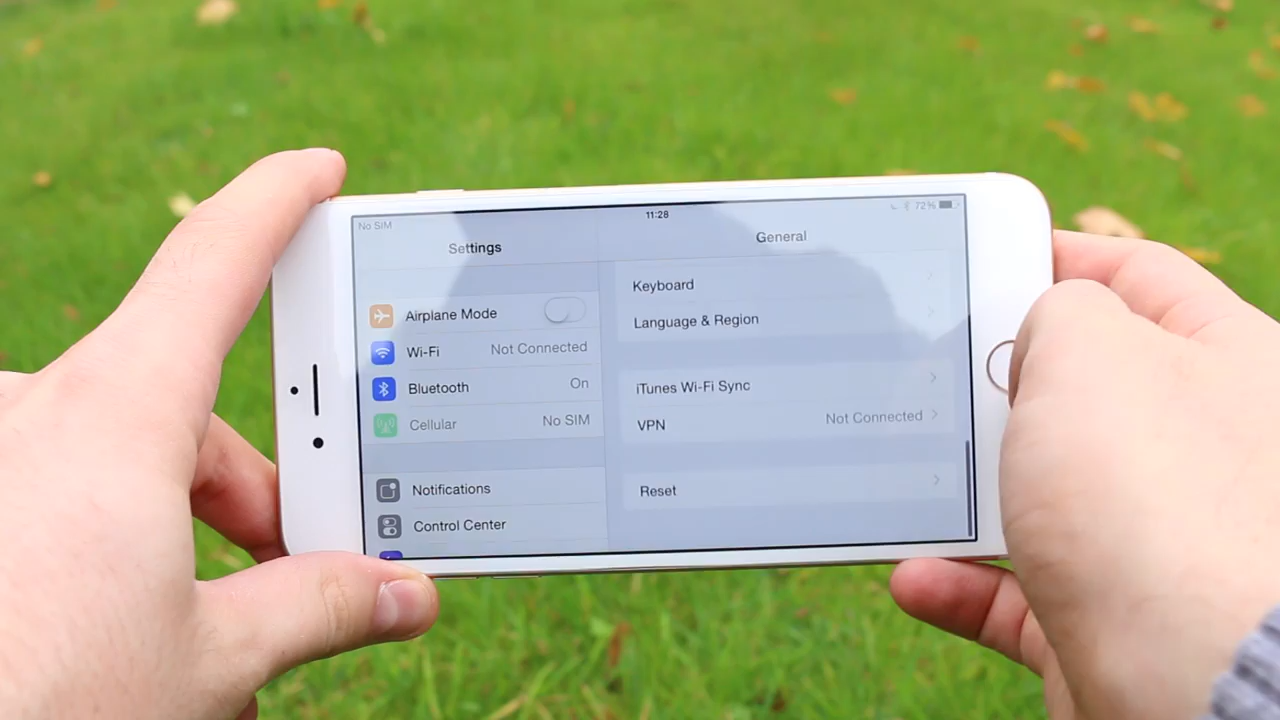 No SIM
11:28
72%
Settings
General
Airplane Mode
Wi-Fi Not Connected
Bluetooth On
Cellular No SIM
Notifications
Control Center
Keyboard
Language & Region
iTunes Wi-Fi Sync
VPN Not Connected
Reset